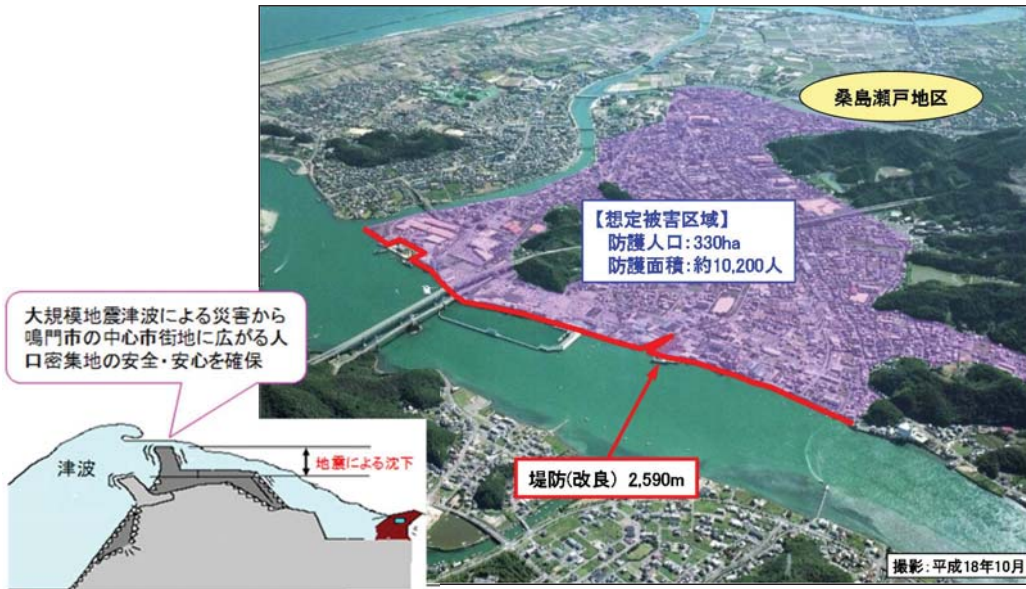 桑島瀬戸地区
【想定被害区域】
防護人口:330ha
防護面積:約10,200人
大規模地震津波による災害から
鳴門市の中心市街地に広がる人
口密集地の安全・安心を確保
津波
地震による沈下
堤防(改良) 2,590m
撮影:平成18年10月